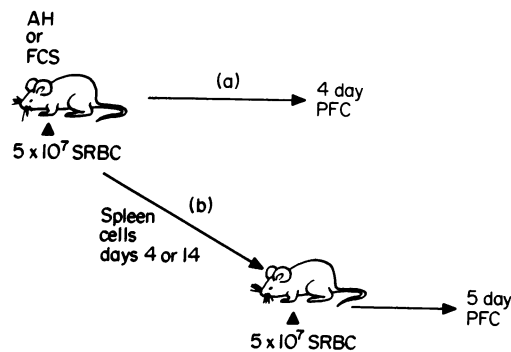 AH
or
FCS
(a)
4 day
PFC
5 x 10⁷ SRBC
(b)
Spleen
cells
days 4 or 14
5 day
PFC
5 x 10⁷ SRBC